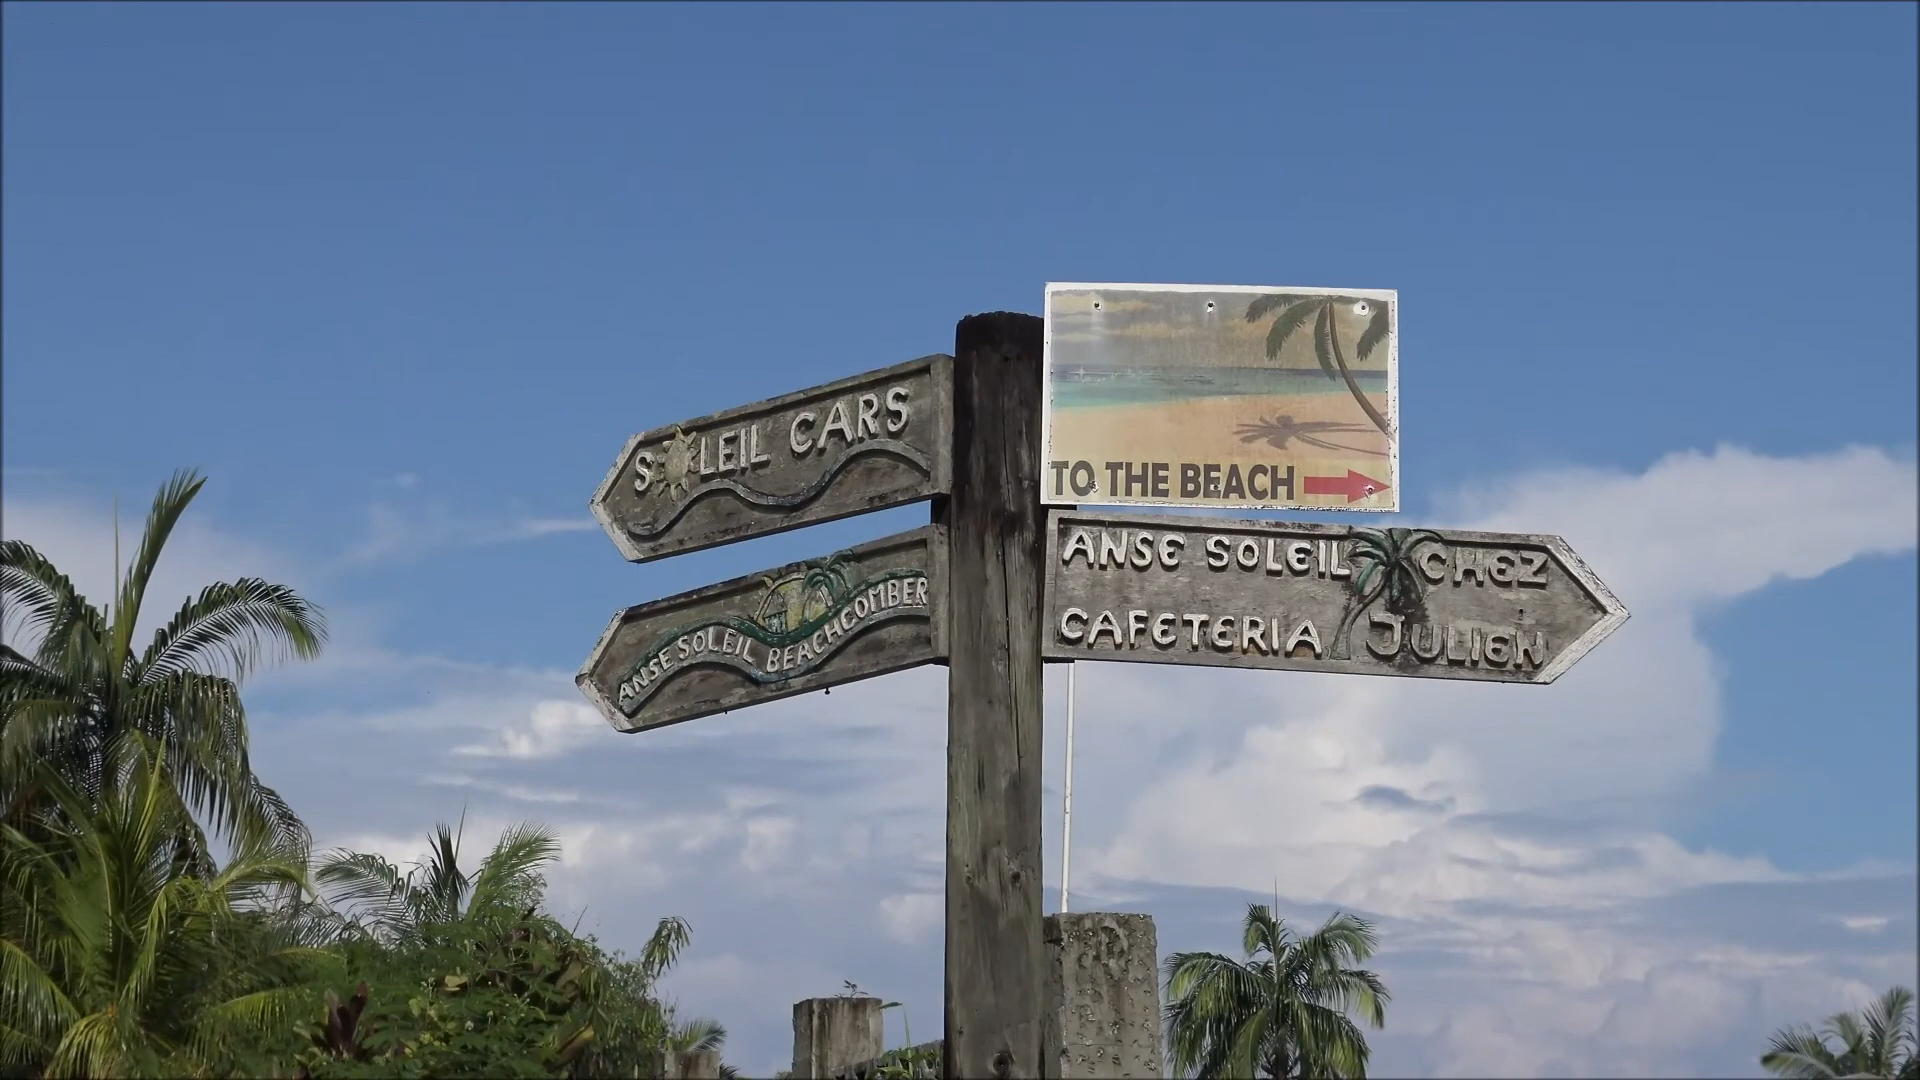 SOLEIL CARS
ANSE SOLEIL BEACHCOMBER
TO THE BEACH
ANSE SOLEIL CHEZ
CAFETERIA JULIEN